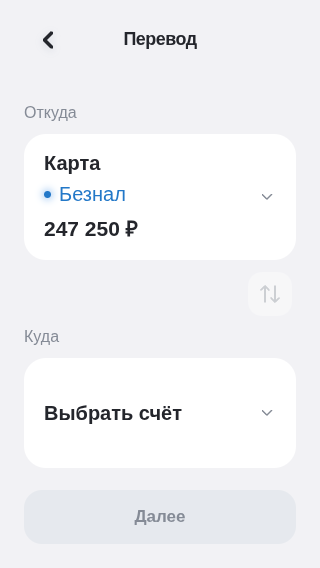 Перевод
Откуда
Карта
Безнал
247 250 ₽
Куда
Выбрать счёт
Далее